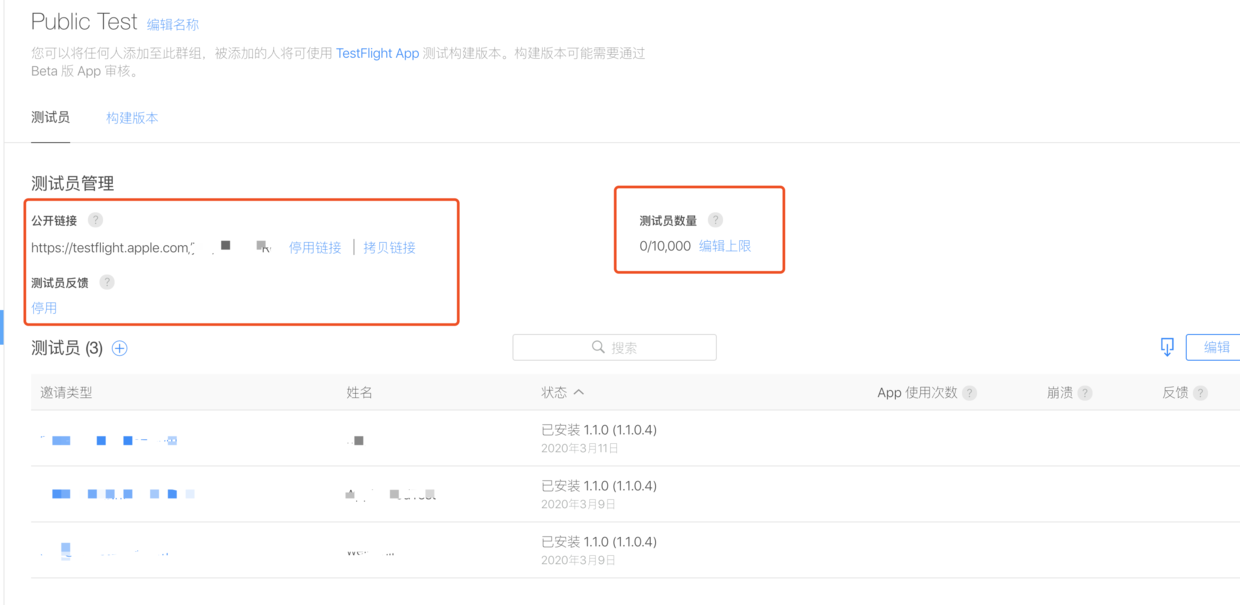 Public Test 编辑名称
您可以将任何人添加至此群组，被添加的人将可使用 TestFlight App 测试构建版本。构建版本可能需要通过
Beta 版 App 审核。
测试员 构建版本
测试员管理
公开链接 ?
https://testflight.apple.com/ 停用链接 | 拷贝链接
测试员反馈 ?
停用
测试员数量 ?
0/10,000 编辑上限
测试员 (3)
搜索
编辑
邀请类型 姓名 状态 App 使用次数 ? 崩溃 ? 反馈 ?
已安装 1.1.0 (1.1.0.4)
2020年3月11日
已安装 1.1.0 (1.1.0.4)
2020年3月9日
已安装 1.1.0 (1.1.0.4)
2020年3月9日